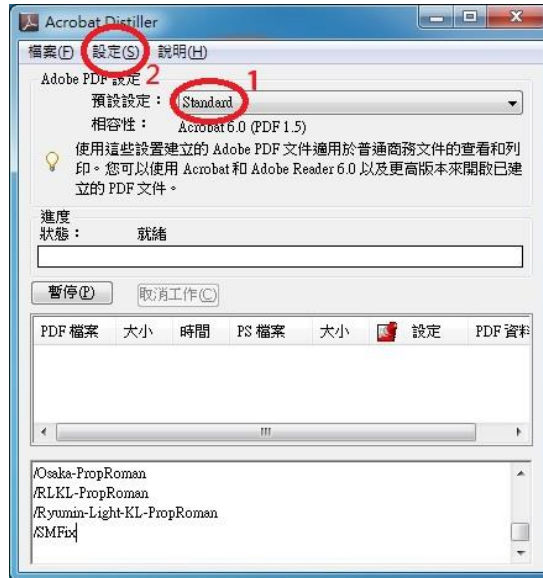 Acrobat Distiller
檔案(F) 設定(S) 說明(H)
2
1
Adobe PDF 設定
預設設定： Standard
相容性： Acrobat 6.0 (PDF 1.5)
使用這些設置建立的 Adobe PDF 文件適用於普通商務文件的查看和列
印。您可以使用 Acrobat 和 Adobe Reader 6.0 以及更高版本來開啟已建
立的 PDF 文件。
進度
狀態： 就緒
暫停(P) 取消工作(C)
PDF 檔案 大小 時間 PS 檔案 大小 設定 PDF 資料
/Osaka-PropRoman
/RLKL-PropRoman
/Ryumin-Light-KL-PropRoman
/SMFix